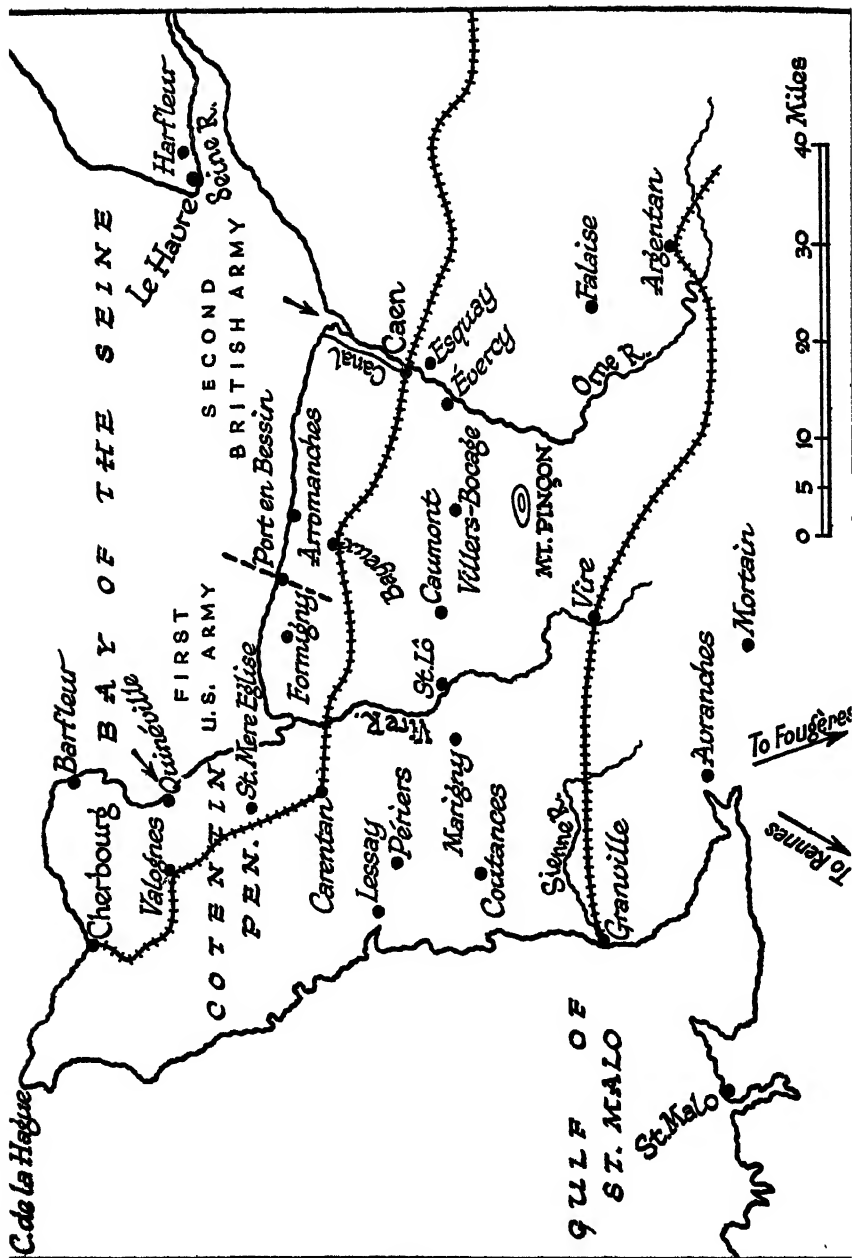 C. de la Hague
Cherbourg
Barfleur
Valognes
Quinéville
BAY OF THE SEINE
Le Havre
Harfleur
Seine R.
COTENTIN
PEN.
FIRST
U.S. ARMY
SECOND
BRITISH ARMY
St. Mere Eglise
Carentan
Formigny
Port en Bessin
Arromanches
Bayeux
Canal
Caen
Esquay
Évercy
Lessay
Périers
Marigny
Coutances
Vire R.
St. Lô
Caumont
Villers-Bocage
MT. PINÇON
Orne R.
Falaise
Argentan
Sienne R.
Granville
Vire
GULF OF
ST. MALO
St. Malo
Avranches
Mortain
To Fougères
To Rennes
0 5 10 20 30 40 Miles